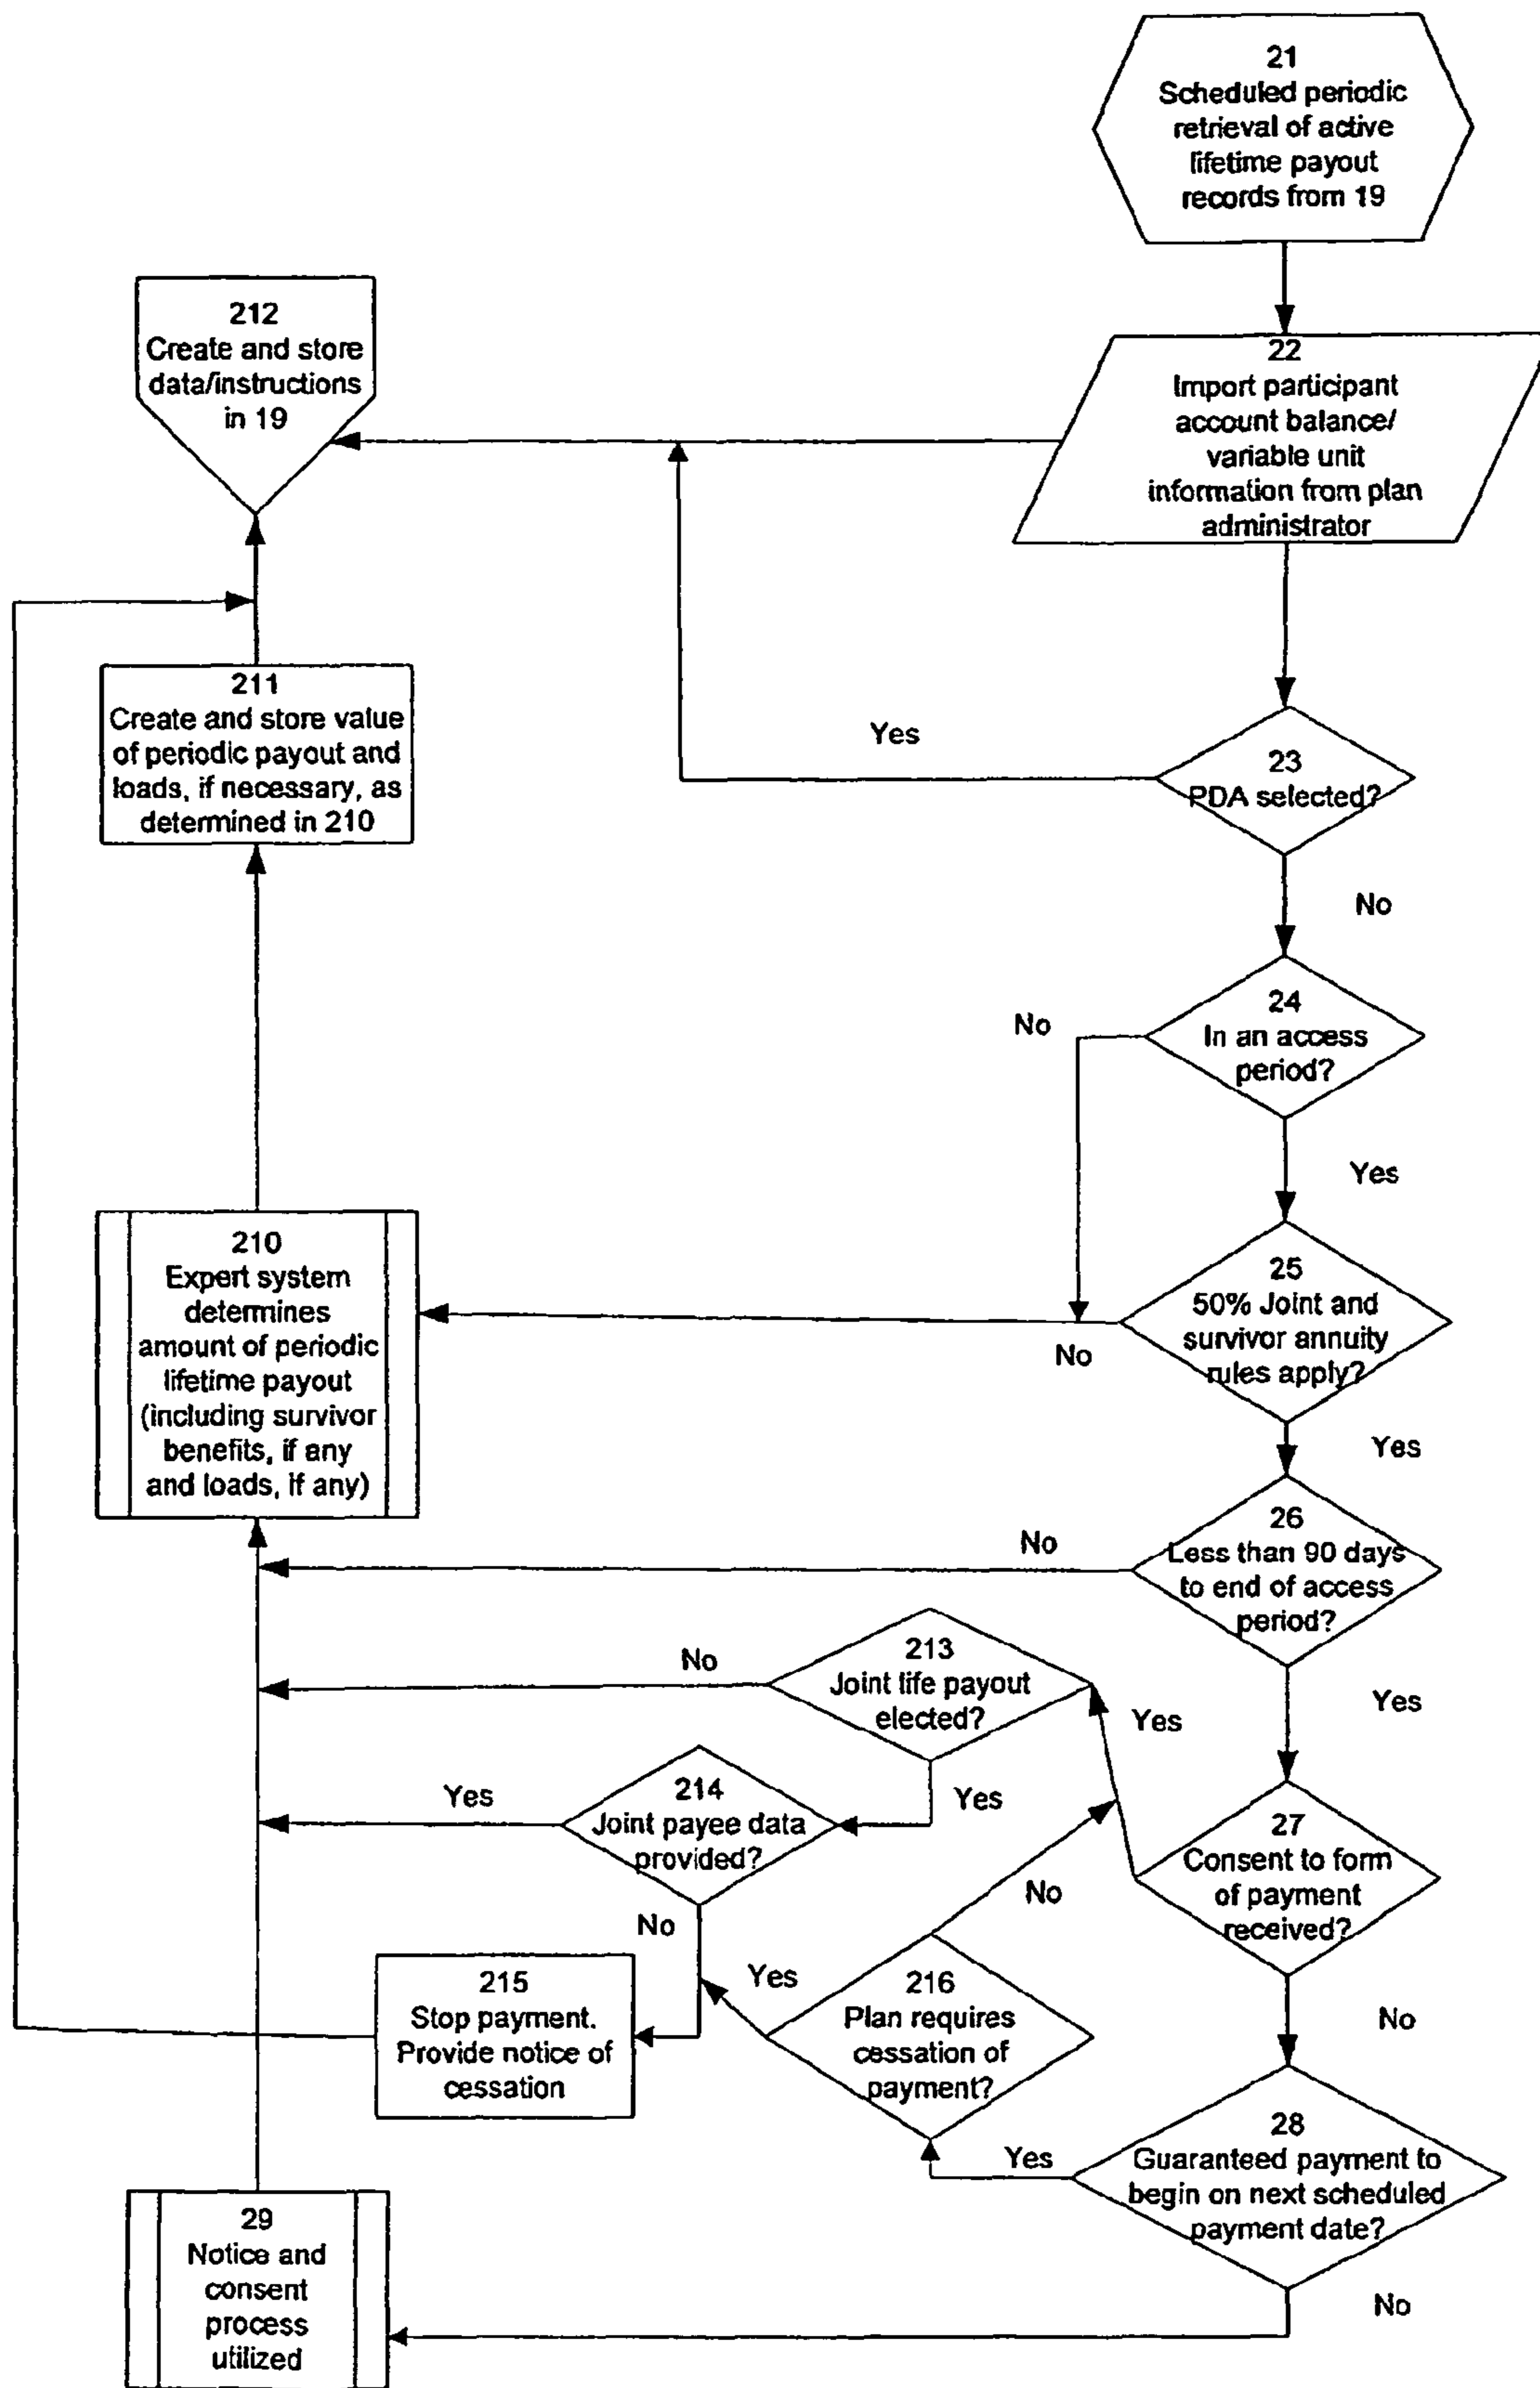 21
Scheduled periodic
retrieval of active
lifetime payout
records from 19
212
Create and store
data/instructions
in 19
22
Import participant
account balance/
variable unit
information from plan
administrator
211
Create and store value
of periodic payout and
loads, if necessary, as
determined in 210
Yes
23
PDA selected?
No
24
In an access
period?
No
Yes
210
Expert system
determines
amount of periodic
lifetime payout
(including survivor
benefits, if any
and loads, if any)
25
50% Joint and
survivor annuity
rules apply?
No
Yes
26
Less than 90 days
to end of access
period?
No
Yes
213
Joint life payout
elected?
No
Yes
Yes
214
Joint payee data
provided?
Yes
No
27
Consent to form
of payment
received?
No
No
215
Stop payment.
Provide notice of
cessation
Yes
216
Plan requires
cessation of
payment?
28
Guaranteed payment to
begin on next scheduled
payment date?
Yes
No
29
Notice and
consent
process
utilized